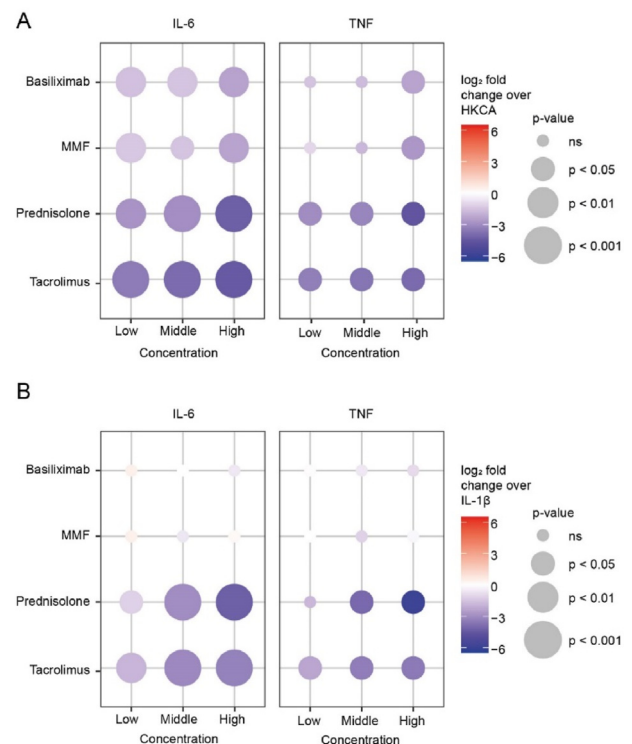 A
IL-6
TNF
Basiliximab
MMF
Prednisolone
Tacrolimus
Low
Middle
High
Low
Middle
High
Concentration
Concentration
log₂ fold
change over
HKCA
6
3
0
−3
−6
p-value
ns
p < 0.05
p < 0.01
p < 0.001
B
IL-6
TNF
Basiliximab
MMF
Prednisolone
Tacrolimus
Low
Middle
High
Low
Middle
High
Concentration
Concentration
log₂ fold
change over
IL-1β
6
3
0
−3
−6
p-value
ns
p < 0.05
p < 0.01
p < 0.001